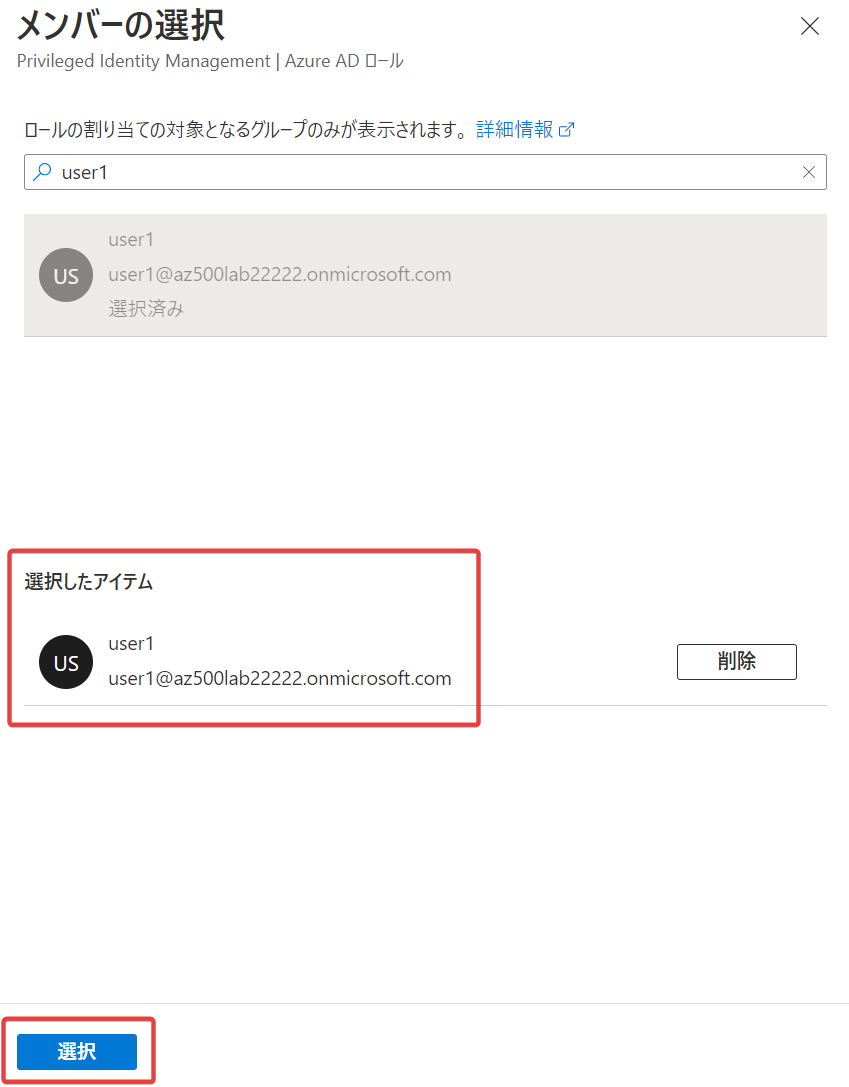 メンバーの選択
Privileged Identity Management | Azure AD ロール
ロールの割り当ての対象となるグループのみが表示されます。 詳細情報
user1
US
user1
user1@az500lab22222.onmicrosoft.com
選択済み
選択したアイテム
US
user1
user1@az500lab22222.onmicrosoft.com
削除
選択